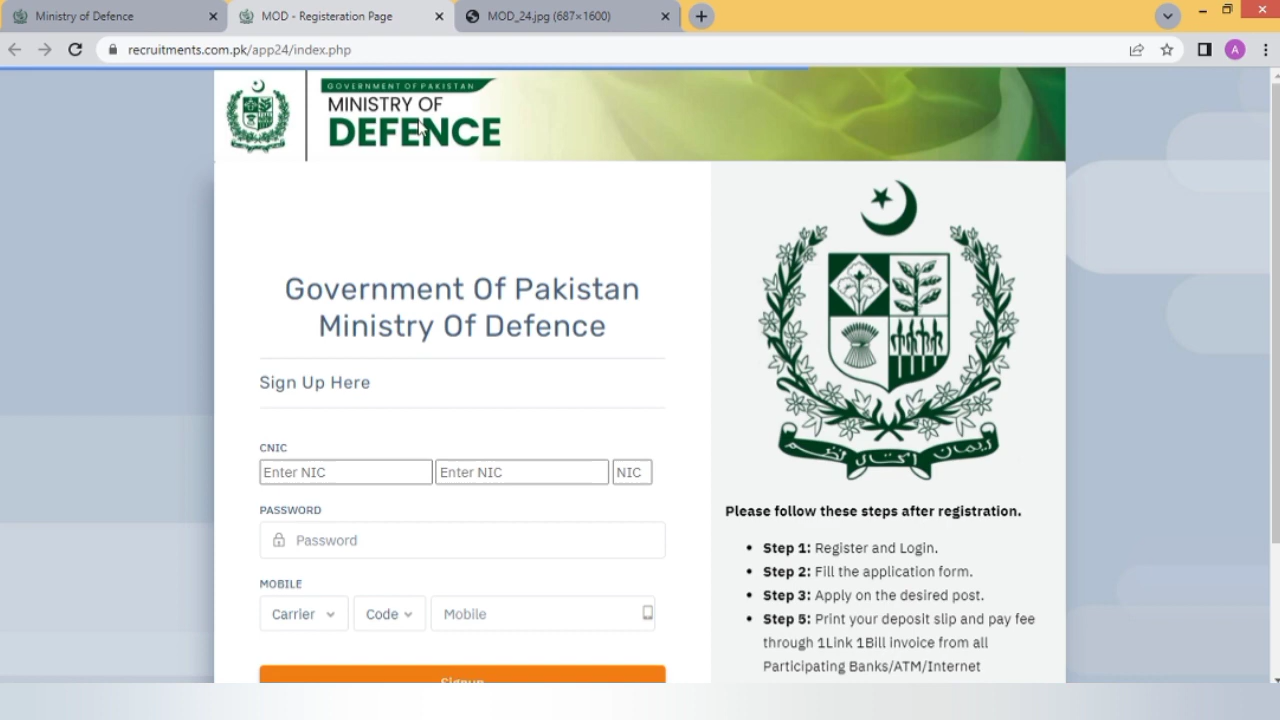 Ministry of Defence
MOD - Registeration Page
MOD_24.jpg (687×1600)
recruitments.com.pk/app24/index.php
A
GOVERNMENT OF PAKISTAN
MINISTRY OF
DEFENCE
Government Of Pakistan
Ministry Of Defence
Sign Up Here
CNIC
Enter NIC Enter NIC NIC
PASSWORD
Password
MOBILE
Carrier Code Mobile
Signup
Please follow these steps after registration.
• Step 1: Register and Login.
• Step 2: Fill the application form.
• Step 3: Apply on the desired post.
• Step 5: Print your deposit slip and pay fee
through 1Link 1Bill invoice from all
Participating Banks/ATM/Internet